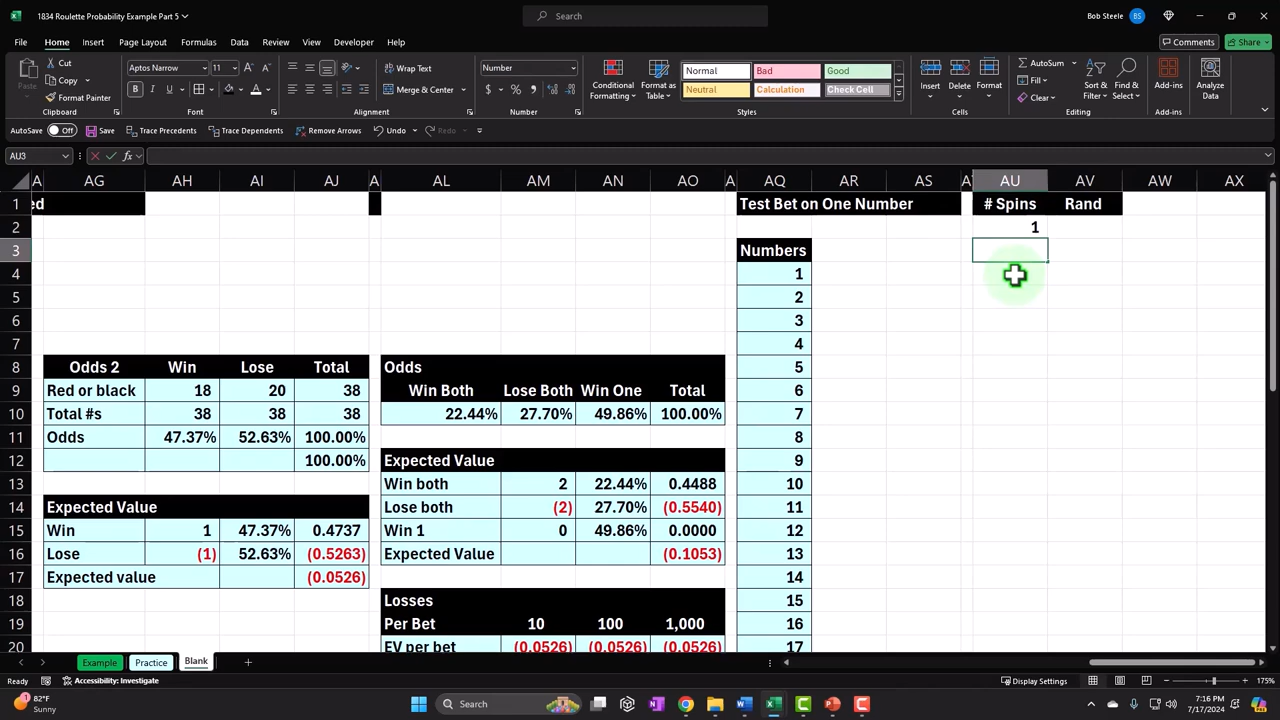 1834 Roulette Probability Example Part 5
Search
Bob Steele
BS
File Home Insert Page Layout Formulas Data Review View Developer Help
Comments
Share
Cut
Copy
Format Painter
Paste
Clipboard
Aptos Narrow 11
B I U
Font
Wrap Text
Merge & Center
Alignment
Number
Number
Conditional Formatting
Format as Table
Normal Bad Good
Neutral Calculation Check Cell
Styles
Insert Delete Format
Cells
AutoSum
Fill
Clear
Sort & Filter
Find & Select
Editing
Add-ins
Add-ins
Analyze Data
AutoSave Off Save Trace Precedents Trace Dependents Remove Arrows Undo Redo
AU3
fx
A AG AH AI AJ A AL AM AN AO A AQ AR AS A AU AV AW AX
1 ed Test Bet on One Number # Spins Rand
2 1
3 Numbers
4 1
5 2
6 3
7 4
8 Odds 2 Win Lose Total Odds 5
9 Red or black 18 20 38 Win Both Lose Both Win One Total 6
10 Total #s 38 38 38 22.44% 27.70% 49.86% 100.00% 7
11 Odds 47.37% 52.63% 100.00% 8
12 100.00% Expected Value 9
13 Win both 2 22.44% 0.4488 10
14 Expected Value Lose both (2) 27.70% (0.5540) 11
15 Win 1 47.37% 0.4737 Win 1 0 49.86% 0.0000 12
16 Lose (1) 52.63% (0.5263) Expected Value (0.1053) 13
17 Expected value (0.0526) 14
18 Losses 15
19 Per Bet 10 100 1,000 16
20 EV per bet (0.0526) (0.0526) (0.0526) 17
Example Practice Blank
Ready Accessibility: Investigate Display Settings 175%
82°F
Sunny
Search
7:16 PM
7/17/2024